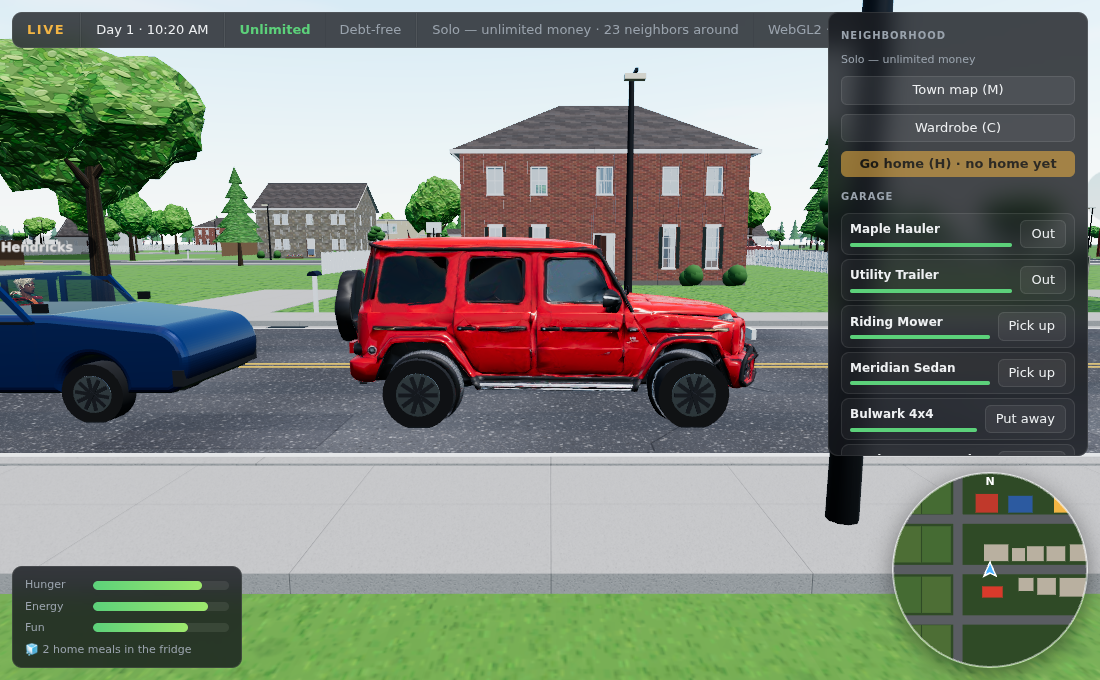 LIVE
Day 1 · 10:20 AM
Unlimited
Debt-free
Solo — unlimited money · 23 neighbors around
WebGL2
NEIGHBORHOOD
Solo — unlimited money
Town map (M)
Wardrobe (C)
Go home (H) · no home yet
GARAGE
Maple Hauler
Out
Utility Trailer
Out
Riding Mower
Pick up
Meridian Sedan
Pick up
Bulwark 4x4
Put away
Hendricks
N
Hunger
Energy
Fun
2 home meals in the fridge